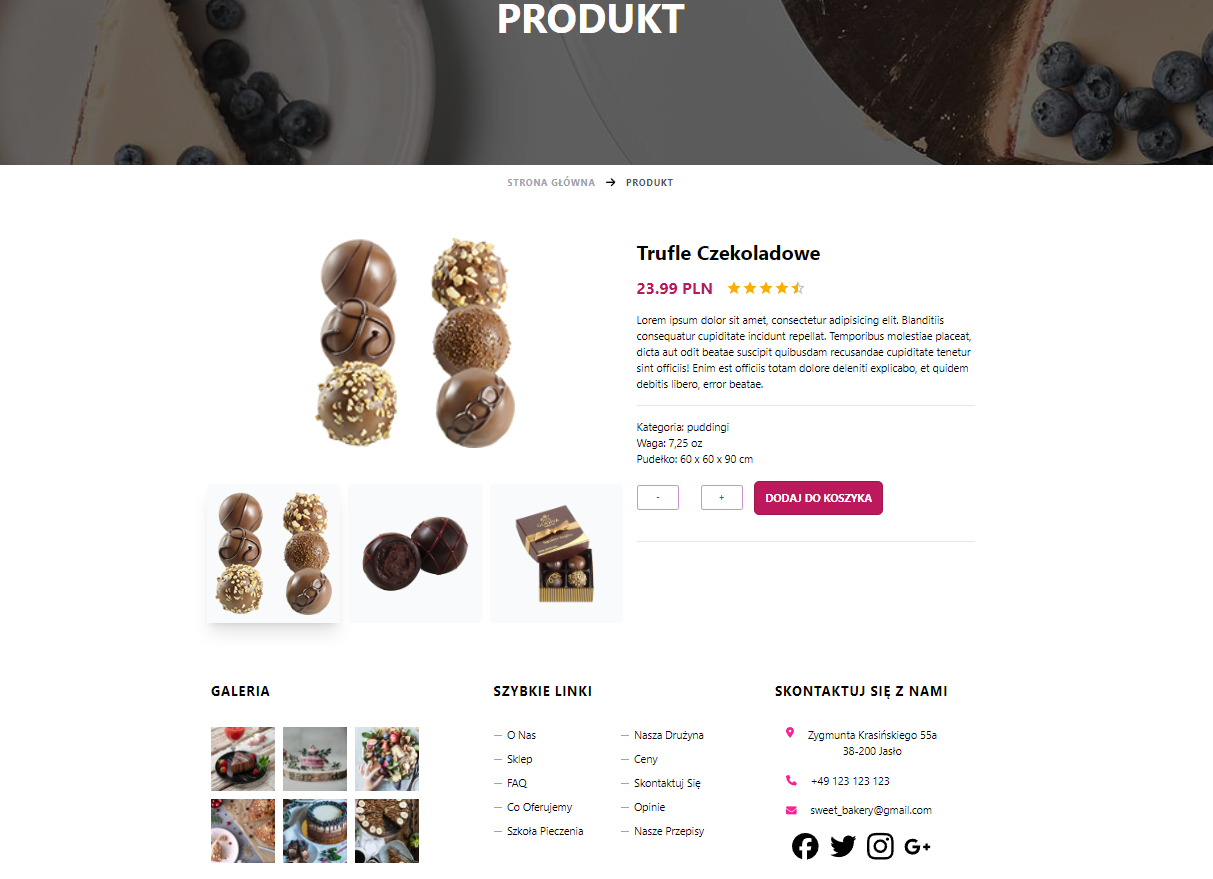 PRODUKT
STRONA GŁÓWNA → PRODUKT
Trufle Czekoladowe
23.99 PLN
Lorem ipsum dolor sit amet, consectetur adipisicing elit. Blanditiis
consequatur cupiditate incidunt repellat. Temporibus molestiae placeat,
dicta aut odit beatae suscipit quibusdam recusandae cupiditate tenetur
sint officiis! Enim est officiis totam dolore deleniti explicabo, et quidem
debitis libero, error beatae.
Kategoria: puddingi
Waga: 7,25 oz
Pudełko: 60 x 60 x 90 cm
- + DODAJ DO KOSZYKA
GALERIA
SZYBKIE LINKI
— O Nas
— Sklep
— FAQ
— Co Oferujemy
— Szkoła Pieczenia
— Nasza Drużyna
— Ceny
— Skontaktuj Się
— Opinie
— Nasze Przepisy
SKONTAKTUJ SIĘ Z NAMI
Zygmunta Krasińskiego 55a
38-200 Jasło
+49 123 123 123
sweet_bakery@gmail.com
G+